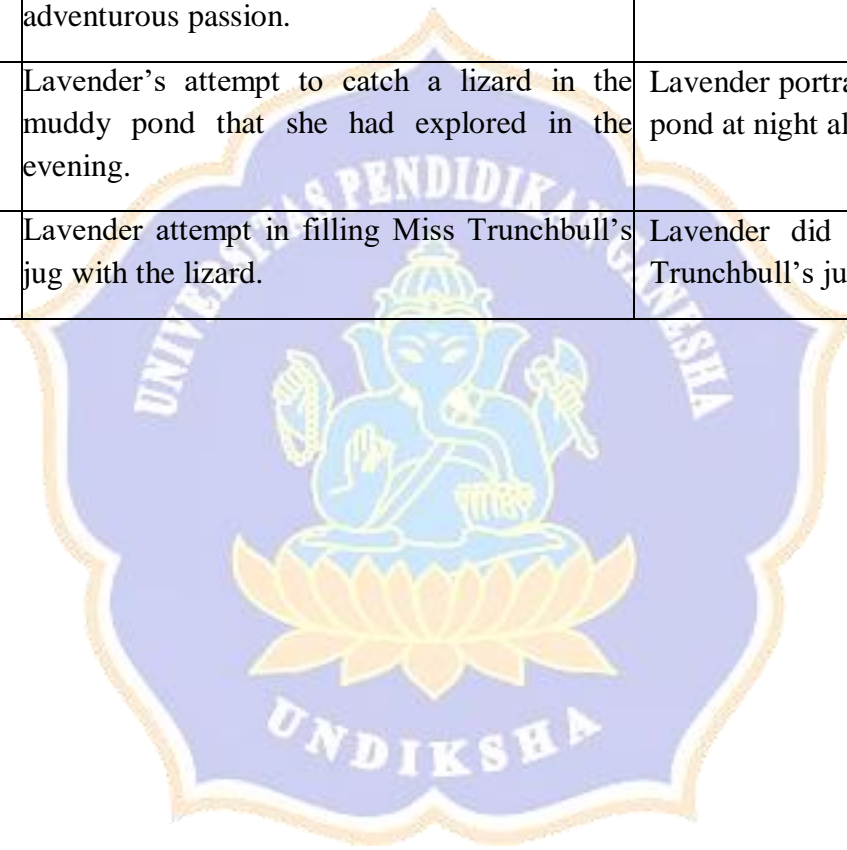 adventurous passion.
Lavender's attempt to catch a lizard in the
muddy pond that she had explored in the
evening.
Lavender portra
pond at night al
Lavender attempt in filling Miss Trunchbull's
jug with the lizard.
Lavender did
Trunchbull's ju
UNIVERSITAS PENDIDIKAN GANESHA
UNDIKSHA